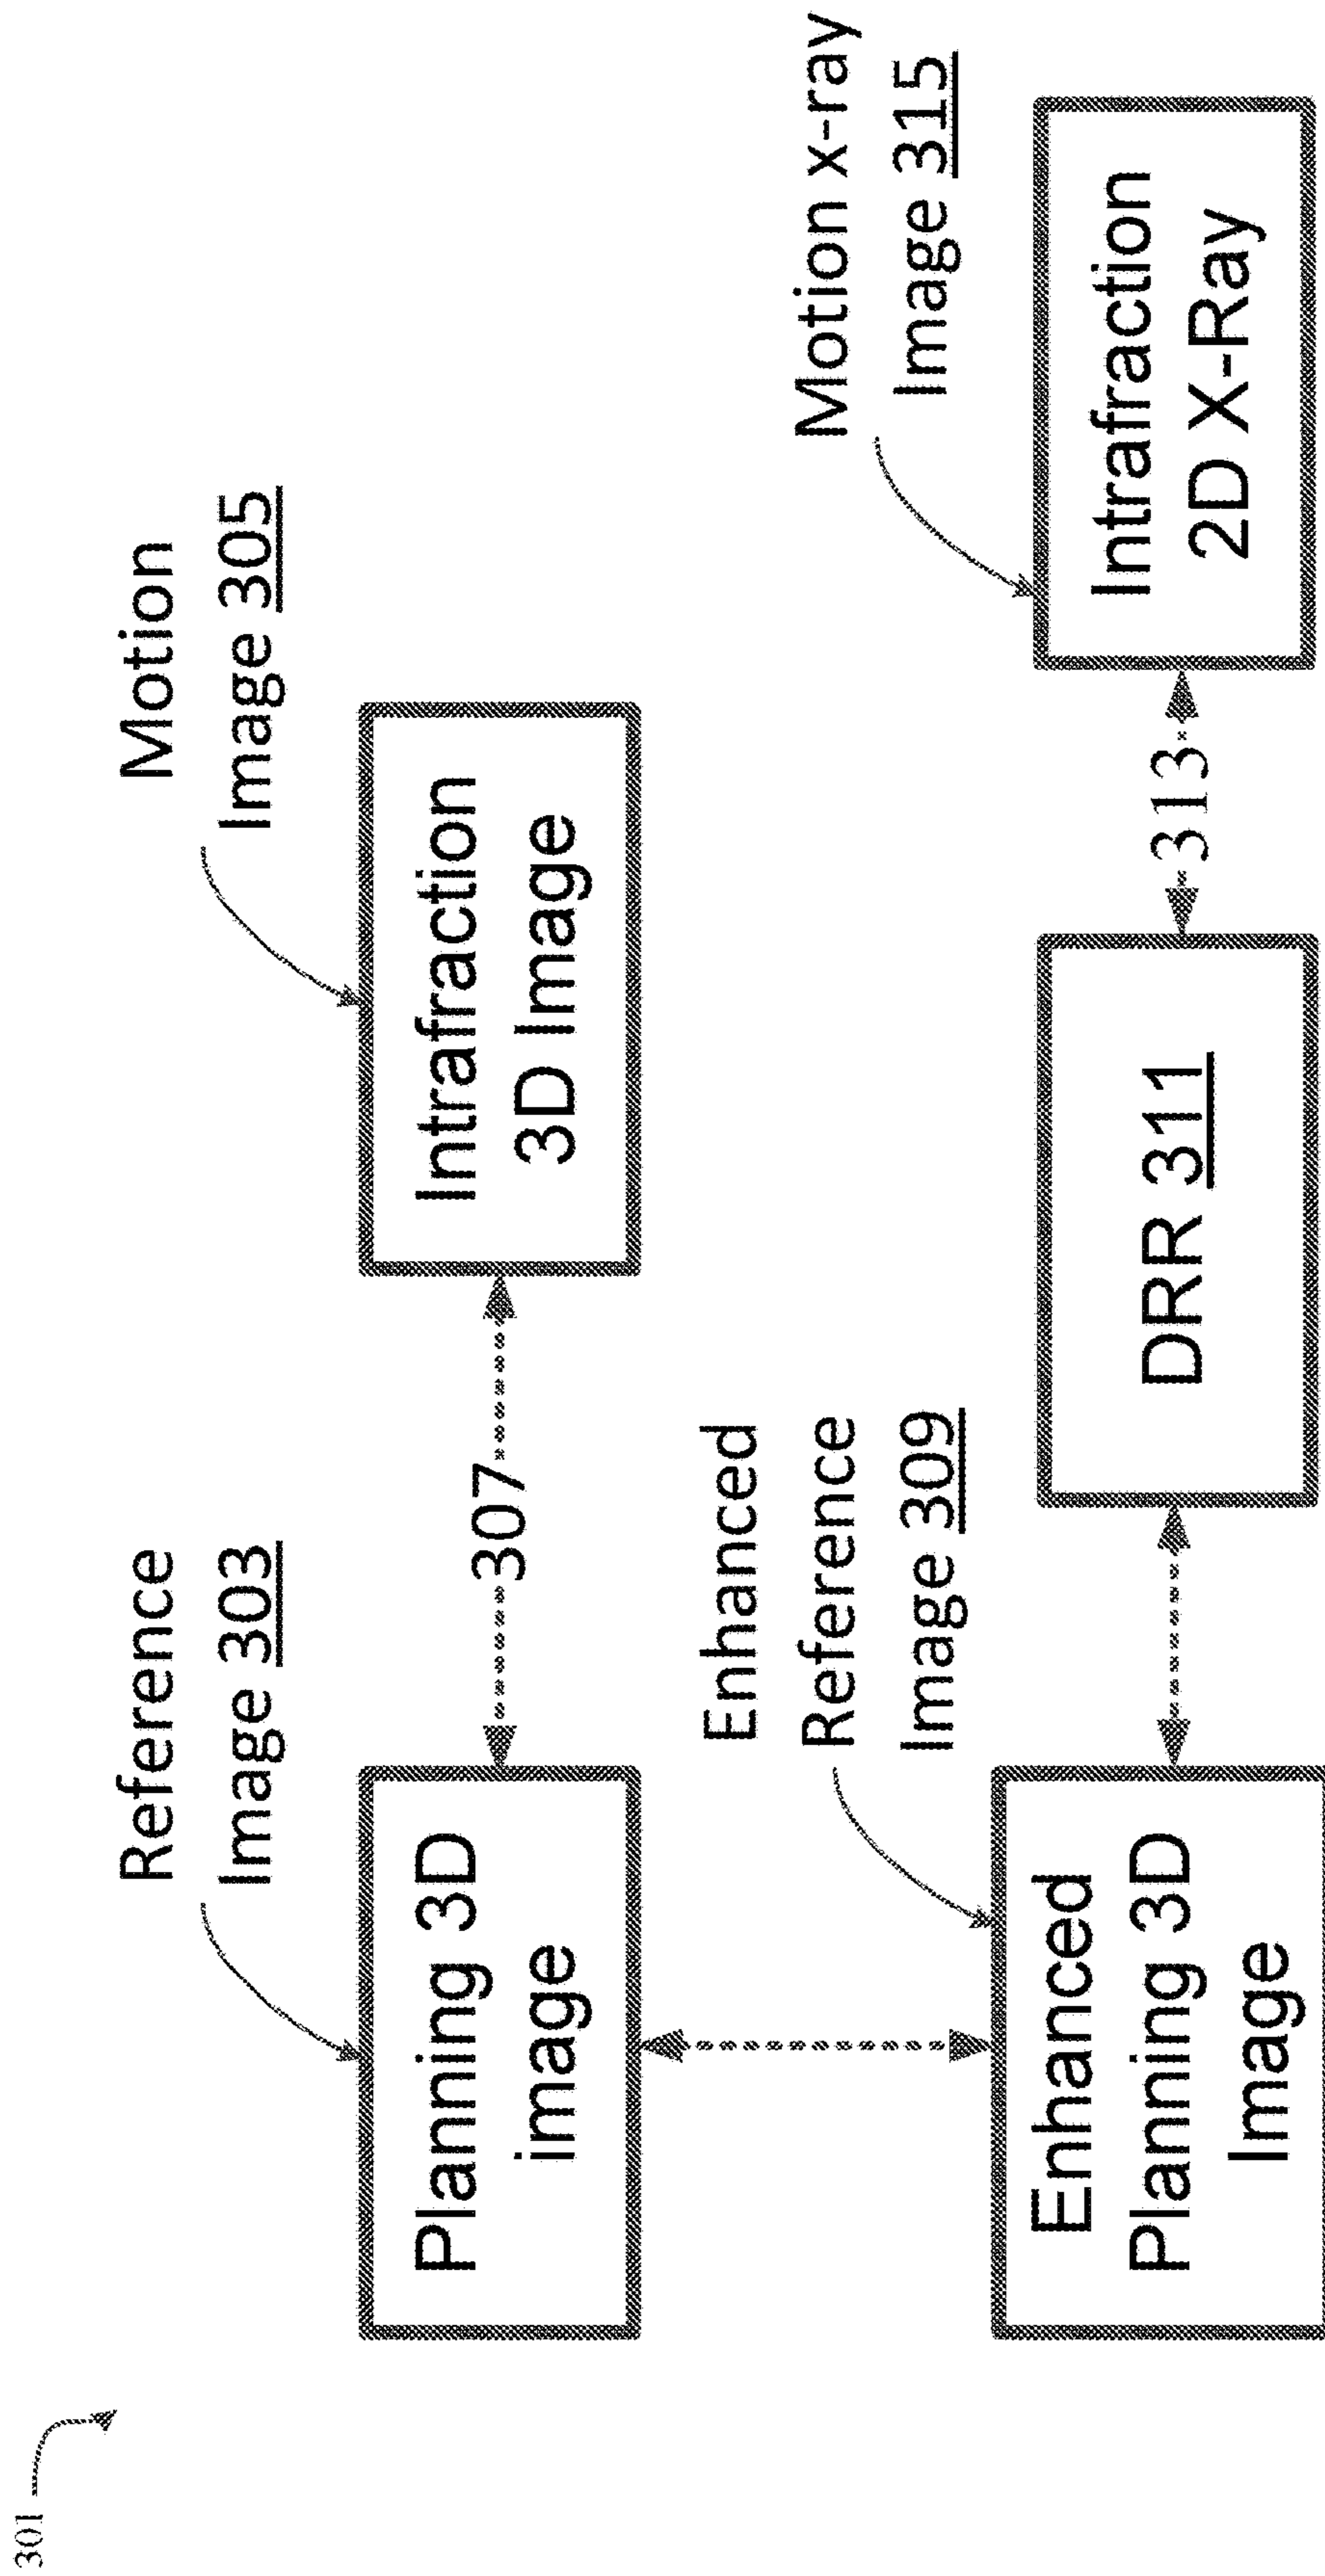 301
Reference
Image 303
Motion
Image 305
Planning 3D
image
307
Intrafraction
3D Image
Enhanced
Reference
Image 309
Motion x-ray
Image 315
Enhanced
Planning 3D
Image
DRR 311
313
Intrafraction
2D X-Ray